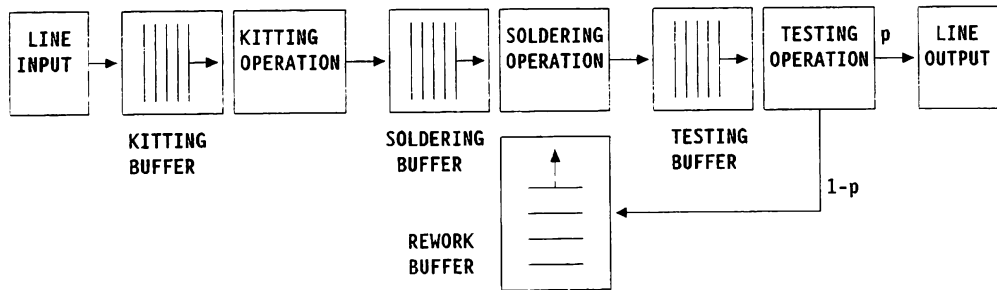 LINE
INPUT
KITTING
BUFFER
KITTING
OPERATION
SOLDERING
BUFFER
SOLDERING
OPERATION
TESTING
BUFFER
TESTING
OPERATION
p
LINE
OUTPUT
1-p
REWORK
BUFFER